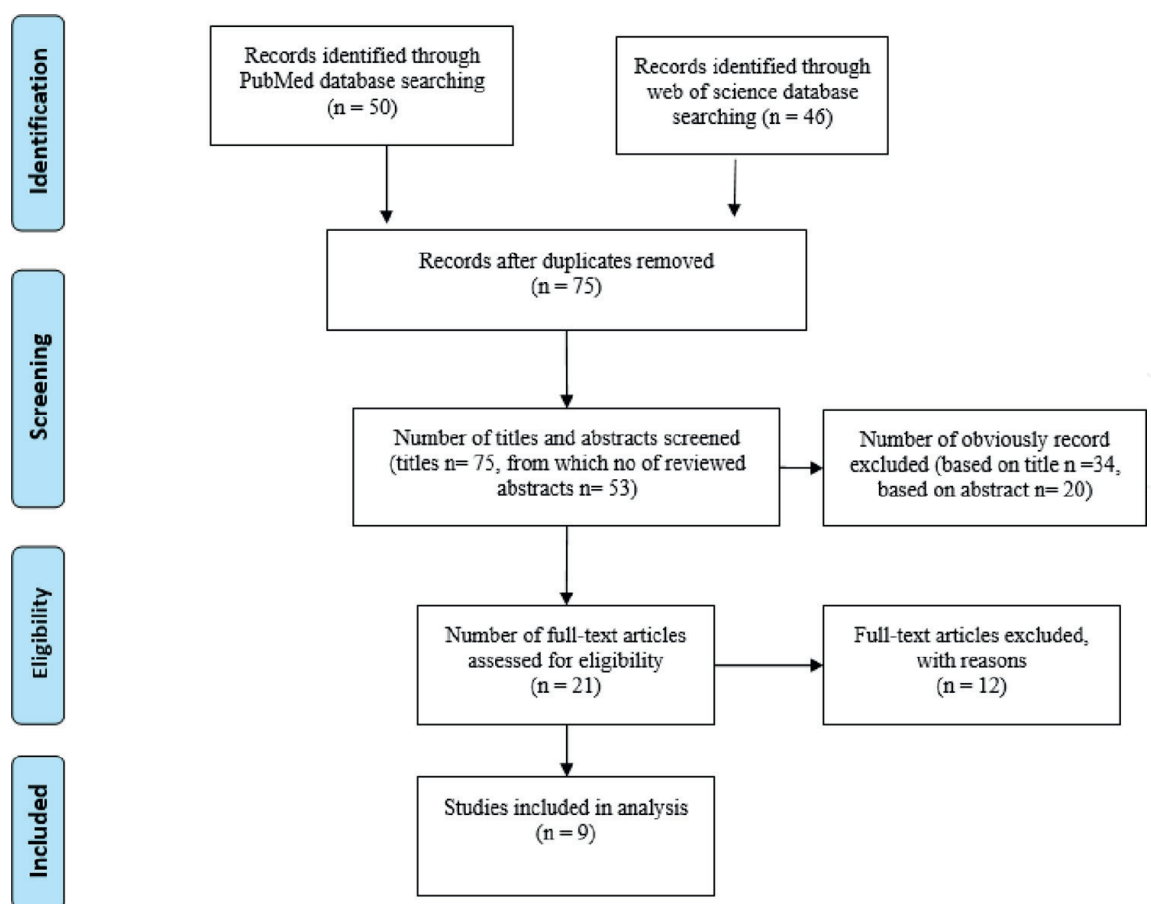 Identification
Records identified through
PubMed database searching
(n = 50)
Records identified through
web of science database
searching (n = 46)
Screening
Records after duplicates removed
(n = 75)
Number of titles and abstracts screened
(titles n= 75, from which no of reviewed
abstracts n= 53)
Number of obviously record
excluded (based on title n =34,
based on abstract n= 20)
Eligibility
Number of full-text articles
assessed for eligibility
(n = 21)
Full-text articles excluded,
with reasons
(n = 12)
Included
Studies included in analysis
(n = 9)